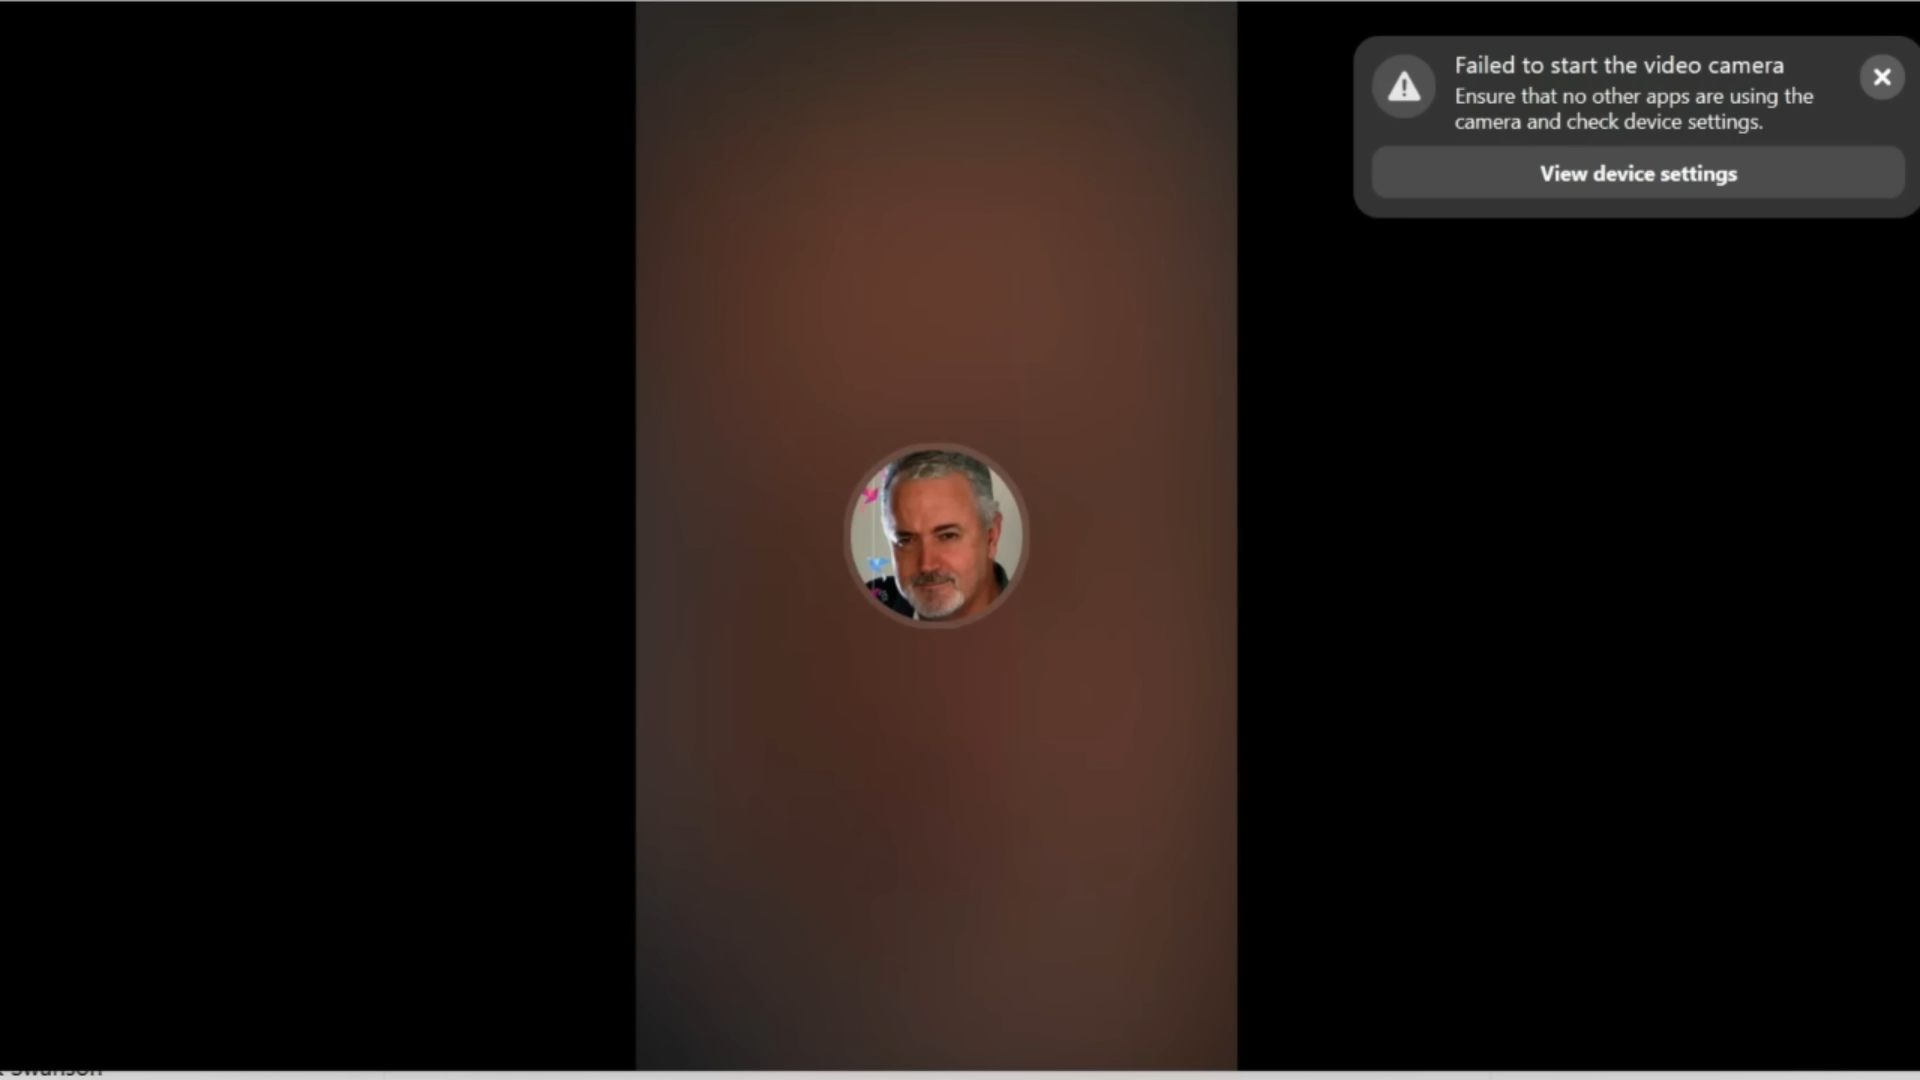 Failed to start the video camera
Ensure that no other apps are using the
camera and check device settings.
View device settings
Swanson